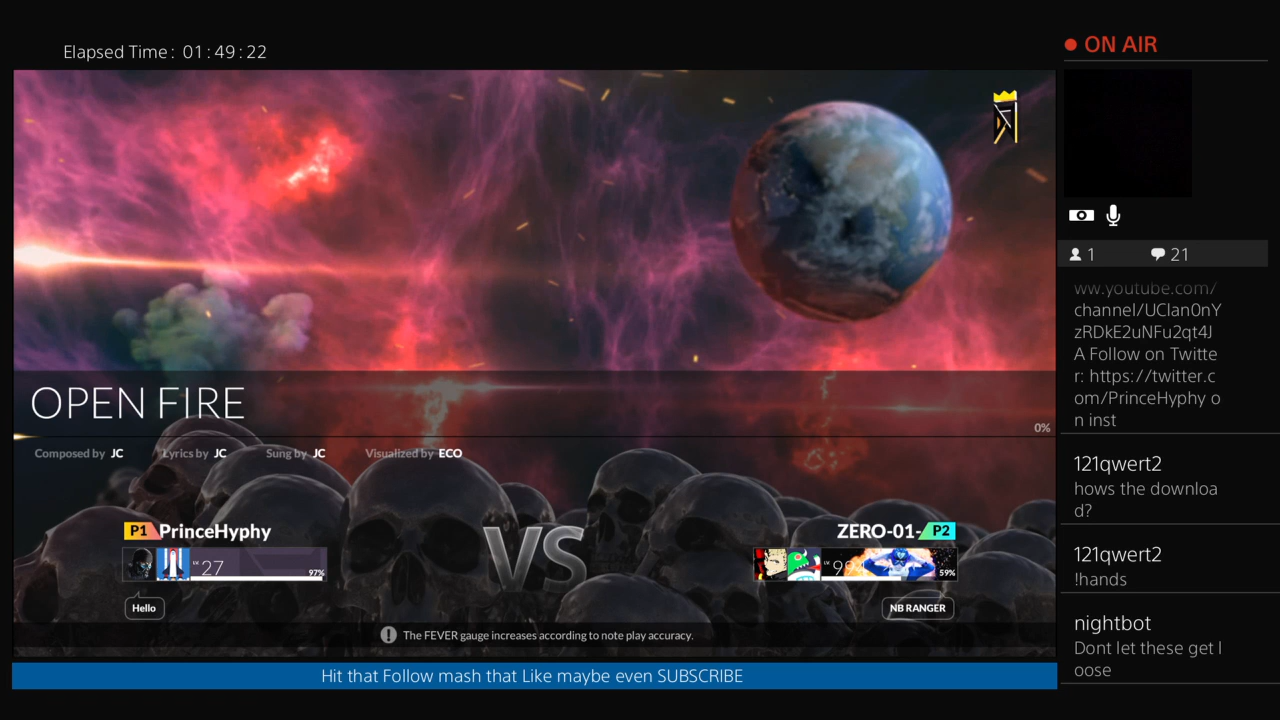 Elapsed Time: 01:49:22
ON AIR
1 21
ww.youtube.com/
channel/UClan0nY
zRDkE2uNFu2qt4J
A Follow on Twitte
r: https://twitter.c
om/PrinceHyphy o
n inst
121qwert2
hows the downloa
d?
121qwert2
!hands
nightbot
Dont let these get l
oose
OPEN FIRE
0%
Composed by JC Lyrics by JC Sung by JC Visualized by ECO
P1 PrinceHyphy
LV. 27 97%
Hello
VS
ZERO-01- P2
LV. 99 59%
NB RANGER
The FEVER gauge increases according to note play accuracy.
Hit that Follow mash that Like maybe even SUBSCRIBE